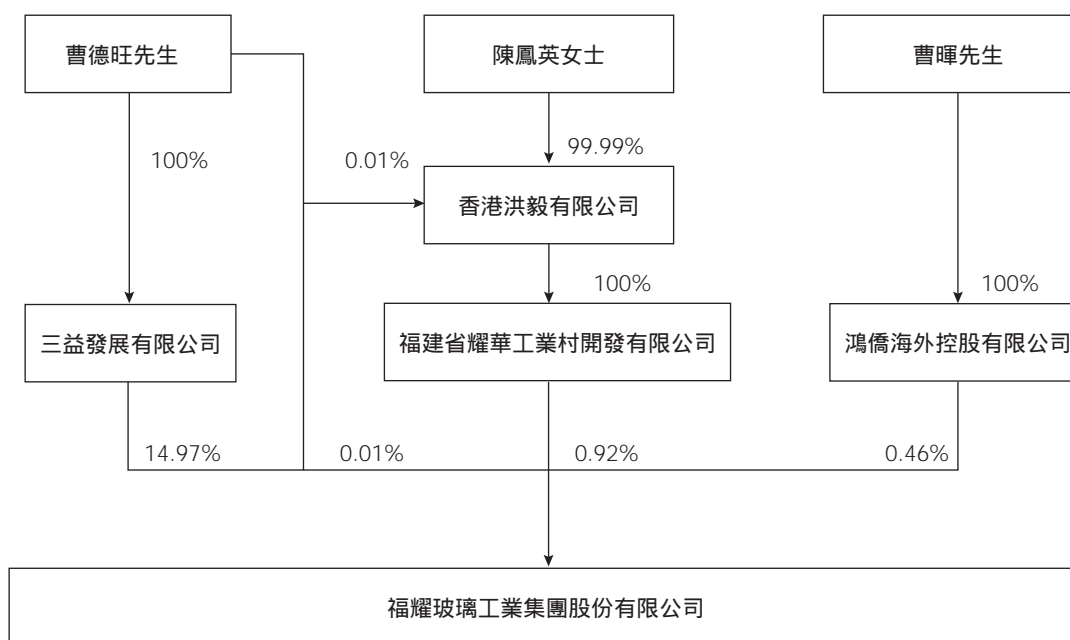 曹德旺先生
陳鳳英女士
曹暉先生
100%
0.01%
99.99%
香港洪毅有限公司
100%
100%
三益發展有限公司
福建省耀華工業村開發有限公司
鴻僑海外控股有限公司
14.97%
0.01%
0.92%
0.46%
福耀玻璃工業集團股份有限公司